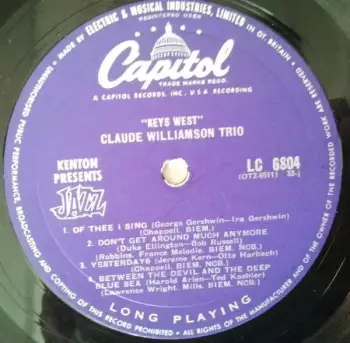 MADE BY ELECTRIC & MUSICAL INDUSTRIES, LIMITED IN GT. BRITAIN · ALL RIGHTS OF THE MANUFACTURER AND OF THE OWNER OF THE RECORDED WORK ARE RESERVED · UNAUTHORISED PUBLIC PERFORMANCE, BROADCASTING AND COPYING OF THIS RECORD PROHIBITED
REGISTERED USER
Capitol
TRADE MARK REGD.
A CAPITOL RECORDS, INC., U.S.A. RECORDING
"KEYS WEST"
CLAUDE WILLIAMSON TRIO
KENTON
PRESENTS
JAZZ
LC 6804
1. OF THEE I SING (George Gershwin—Ira Gershwin)
(Chappell. BIEM.)
2. DON'T GET AROUND MUCH ANYMORE
(Duke Ellington—Bob Russell)
(Robbins, Francis Melodie. BIEM. NCB.)
3. YESTERDAYS (Jerome Kern—Otto Harbach)
(Chappell. BIEM. NCB.)
4. BETWEEN THE DEVIL AND THE DEEP
BLUE SEA (Harold Arlen—Ted Koehler)
(Lawrence Wright, Mills. BIEM. NCB.)
LONG PLAYING